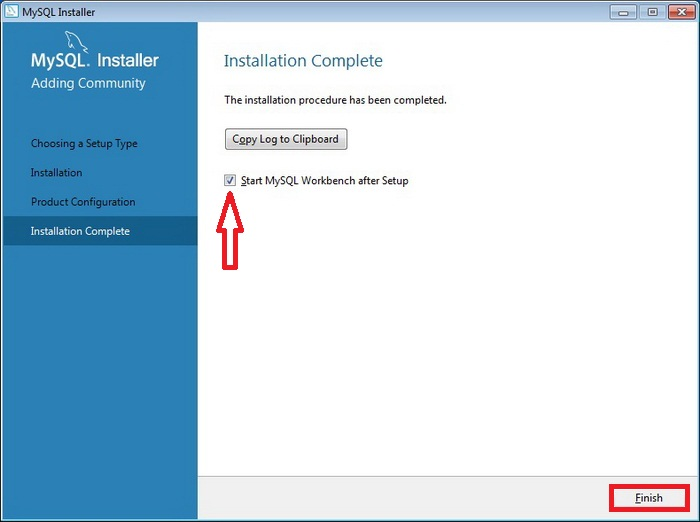 MySQL Installer
MySQL. Installer
Adding Community
Choosing a Setup Type
Installation
Product Configuration
Installation Complete
Installation Complete
The installation procedure has been completed.
Copy Log to Clipboard
Start MySQL Workbench after Setup
Finish